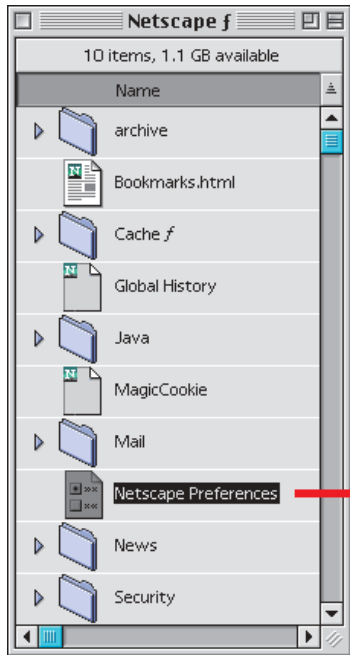 Netscape ƒ
10 items, 1.1 GB available
Name
archive
Bookmarks.html
Cache ƒ
Global History
Java
MagicCookie
Mail
Netscape Preferences
News
Security